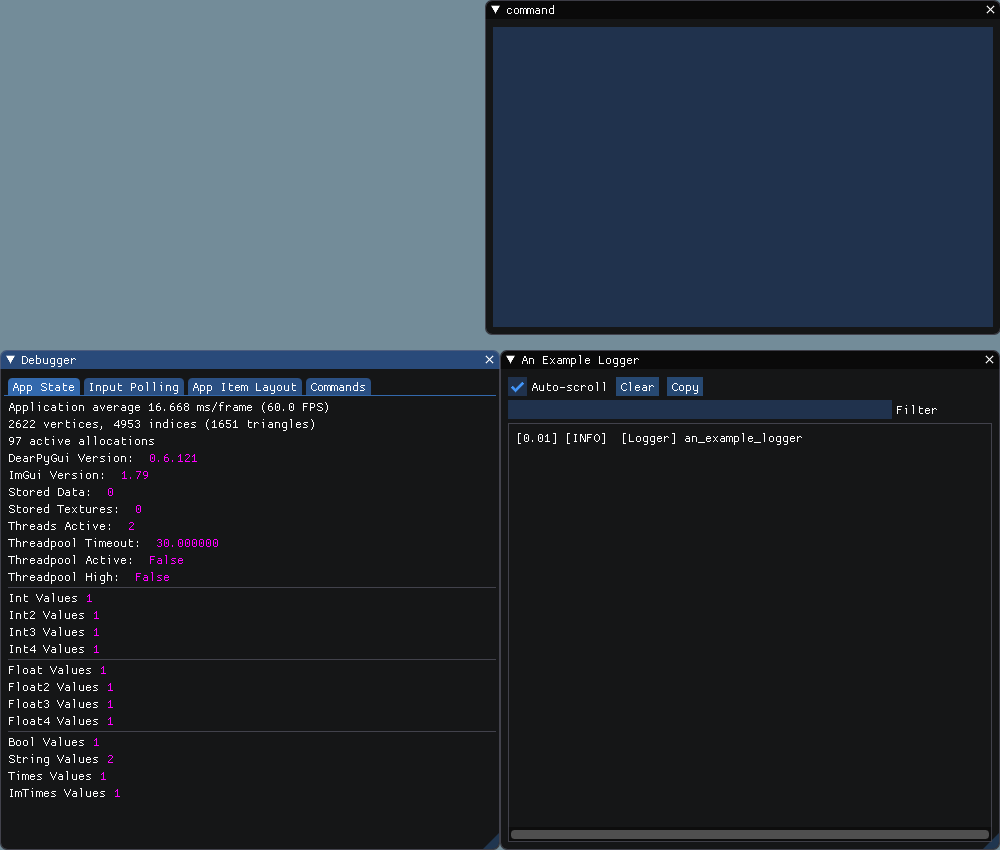 command
Debugger
App State Input Polling App Item Layout Commands
Application average 16.668 ms/frame (60.0 FPS)
2622 vertices, 4953 indices (1651 triangles)
97 active allocations
DearPyGui Version: 0.6.121
ImGui Version: 1.79
Stored Data: 0
Stored Textures: 0
Threads Active: 2
Threadpool Timeout: 30.000000
Threadpool Active: False
Threadpool High: False
Int Values 1
Int2 Values 1
Int3 Values 1
Int4 Values 1
Float Values 1
Float2 Values 1
Float3 Values 1
Float4 Values 1
Bool Values 1
String Values 2
Times Values 1
ImTimes Values 1
An Example Logger
Auto-scroll Clear Copy
Filter
[0.01] [INFO] [Logger] an_example_logger